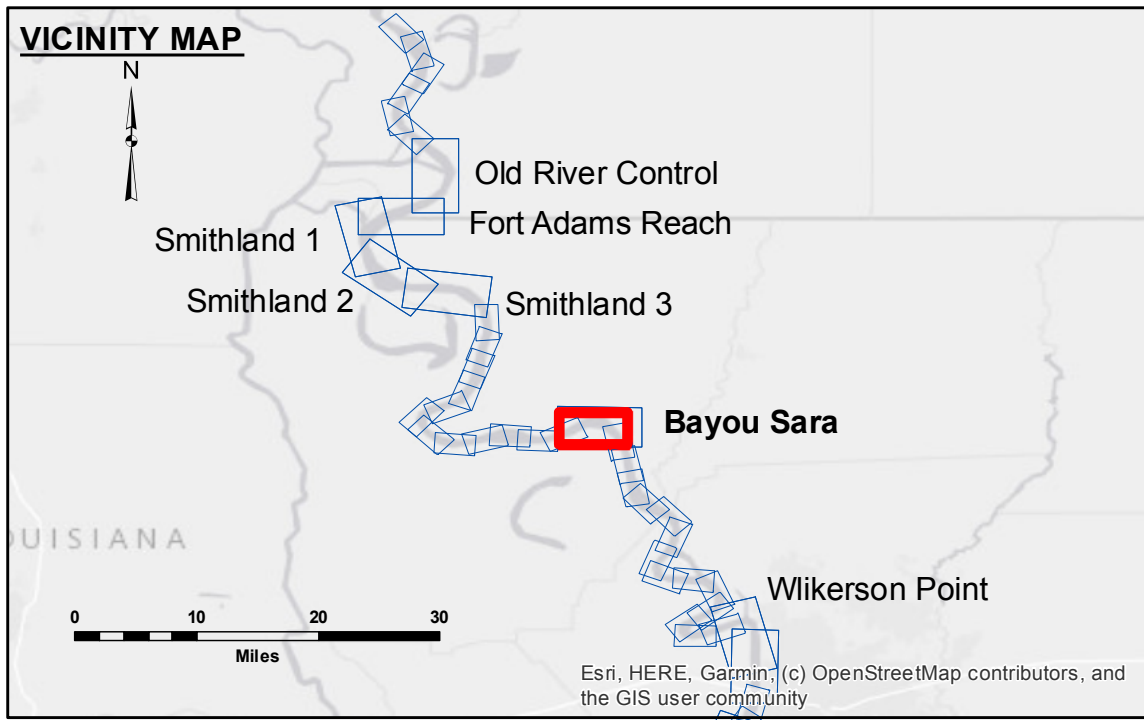 VICINITY MAP
N
Old River Control
Fort Adams Reach
Smithland 1
Smithland 2
Smithland 3
Bayou Sara
OUISIANA
Wlikerson Point
0 10 20 30
Miles
Esri, HERE, Garmin, (c) OpenStreetMap contributors, and
the GIS user community